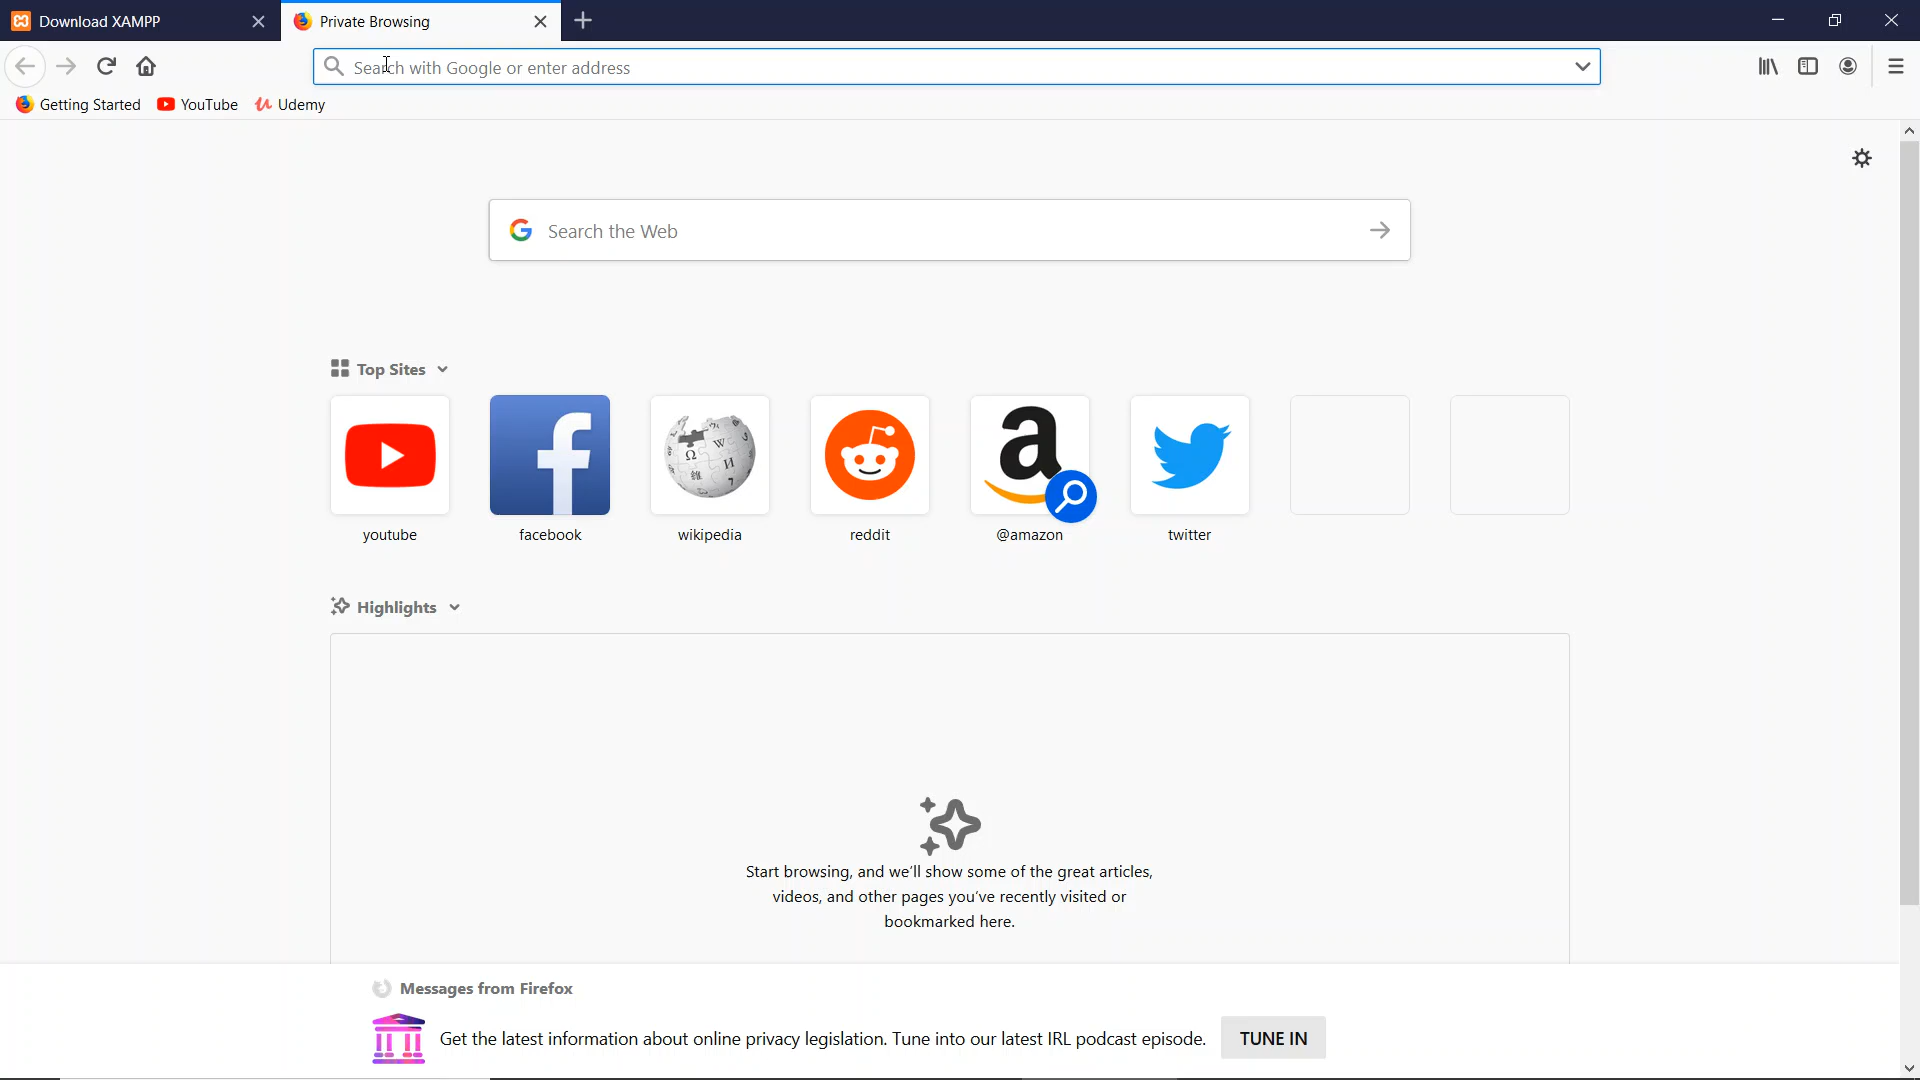 Download XAMPP
Private Browsing
Search with Google or enter address
Getting Started
YouTube
Udemy
Search the Web
Top Sites
youtube
facebook
wikipedia
reddit
@amazon
twitter
Highlights
Start browsing, and we'll show some of the great articles,
videos, and other pages you've recently visited or
bookmarked here.
Messages from Firefox
Get the latest information about online privacy legislation. Tune into our latest IRL podcast episode.
TUNE IN